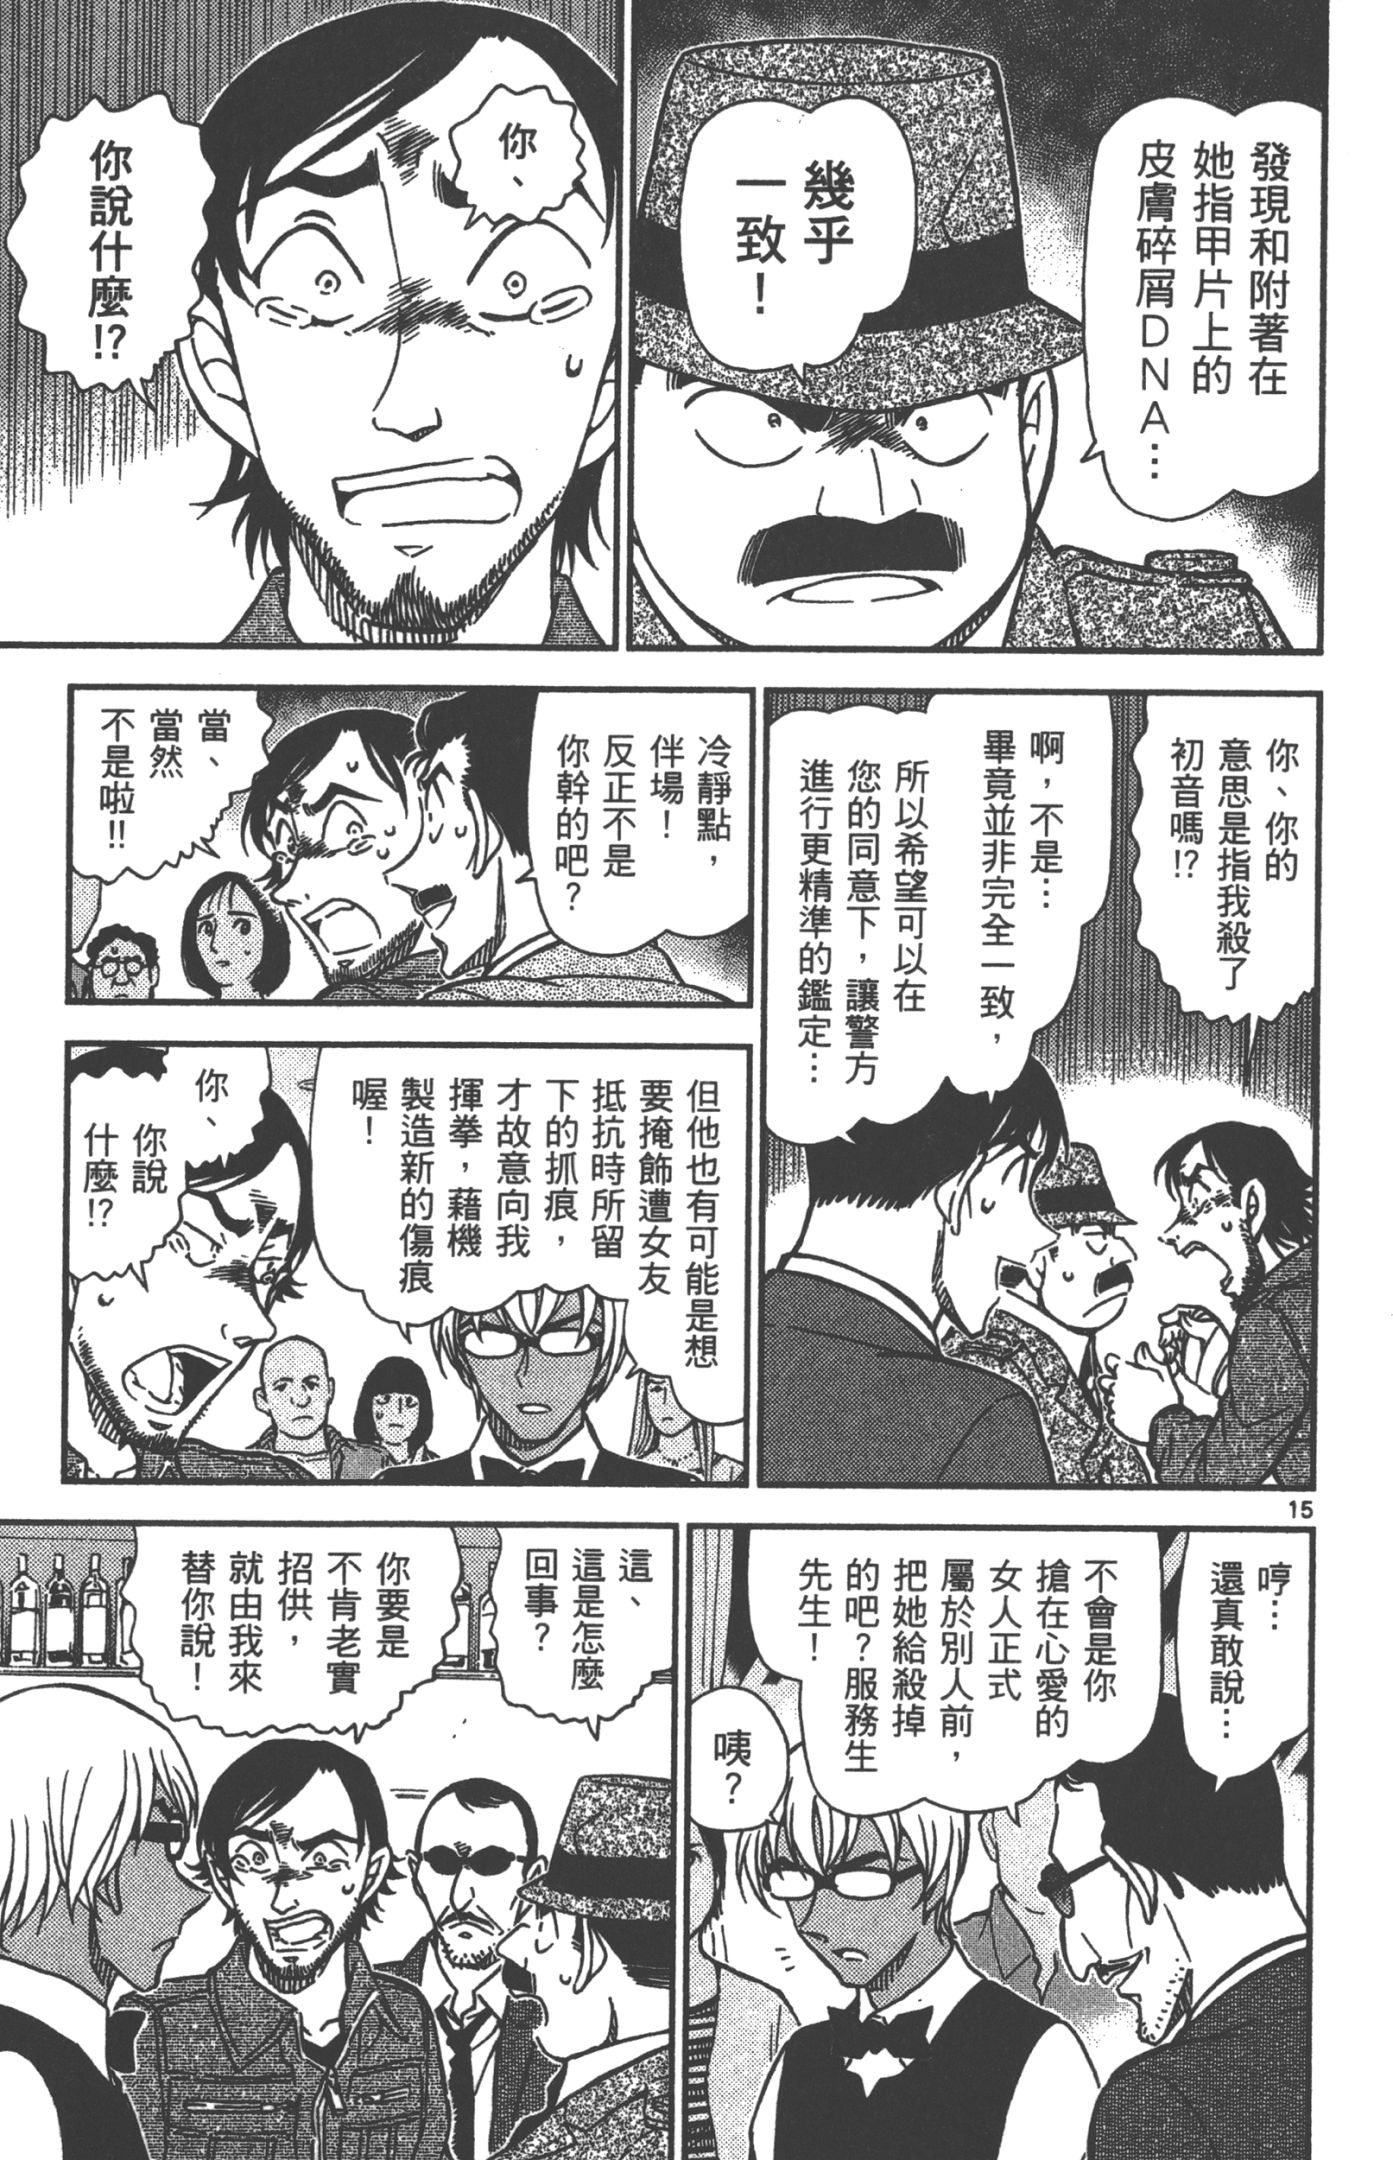 發現和附著在
她指甲片上的
皮膚碎屑DNA…
幾乎
一致！
你、
你說什麼!?
你、你的
意思是指我殺了
初音嗎!?
啊，不是…
畢竟並非完全一致，
所以希望可以在
您的同意下，讓警方
進行更精準的鑑定…
冷靜點，
伴場！
反正不是
你幹的吧？
當、
當然
不是啦!!
但他也有可能是想
要掩飾遭女友
抵抗時所留
下的抓痕，
才故意向我
揮拳，藉機
製造新的傷痕
喔！
你、
你說
什麼!?
15
哼…
還真敢說…
不會是你
搶在心愛的
女人正式
屬於別人前，
把她給殺掉
的吧？服務生
先生！
咦？
這、
這是怎麼
回事？
你要是
不肯老實
招供，
就由我來
替你說！